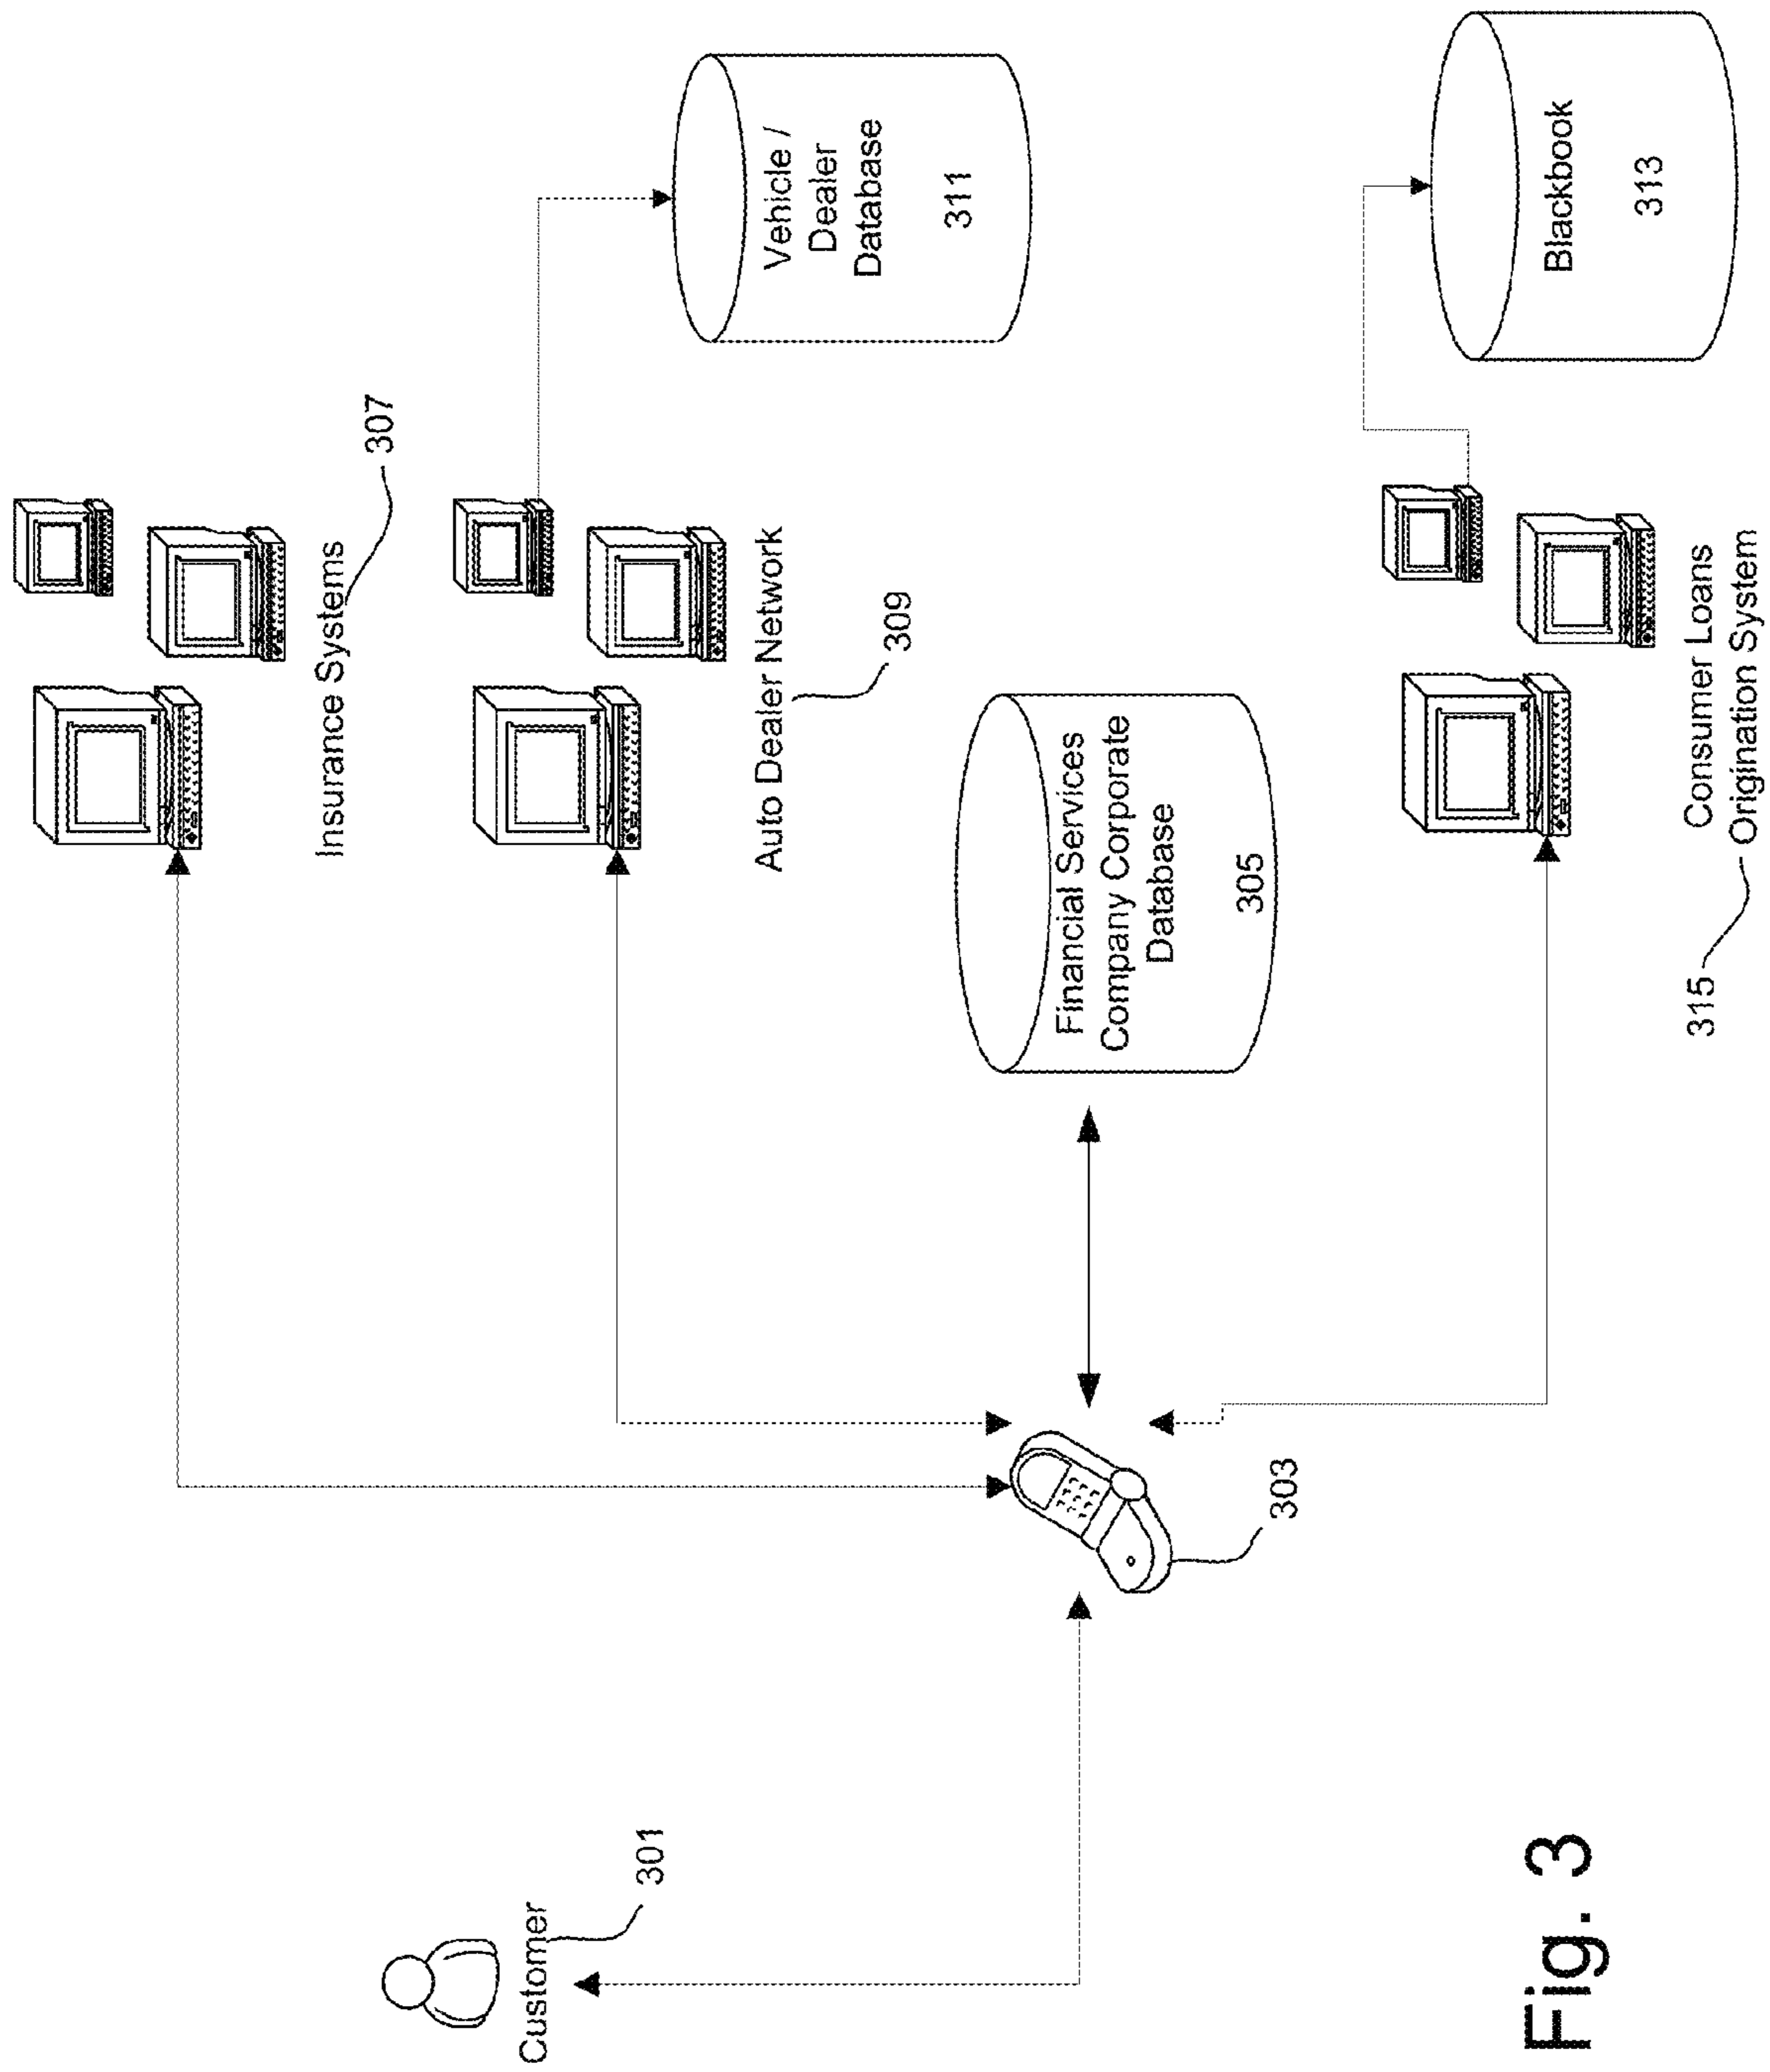 Insurance Systems
307
Auto Dealer Network
309
Vehicle /
Dealer
Database
311
Customer
301
303
Financial Services
Company Corporate
Database
305
Consumer Loans
Origination System
315
Blackbook
313
Fig. 3